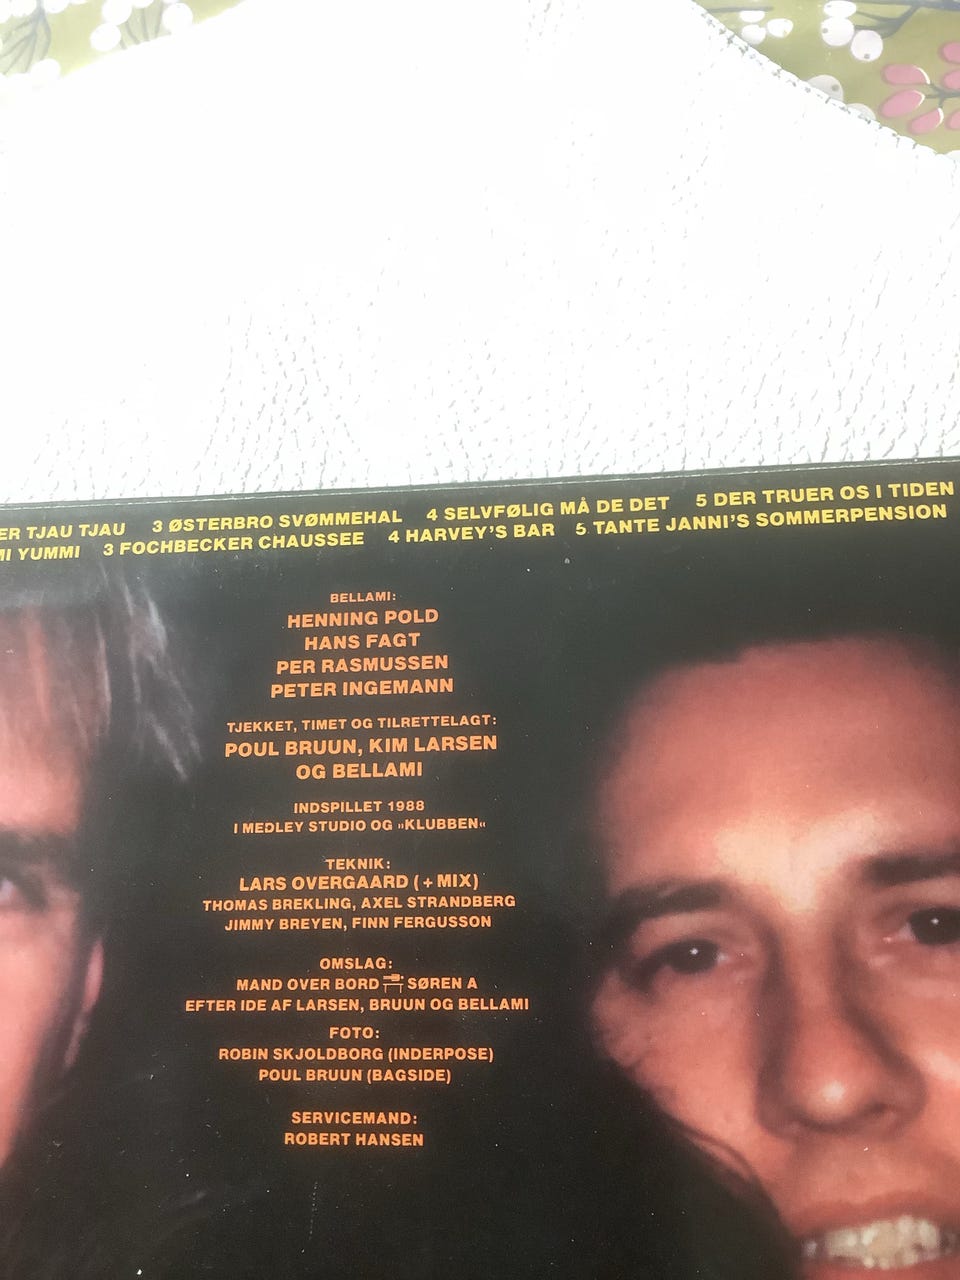 ER TJAU TJAU 3 ØSTERBRO SVØMMEHAL 4 SELVFØLIG MÅ DE DET 5 DER TRUER OS I TIDEN
MI YUMMI 3 FOCHBECKER CHAUSSEE 4 HARVEY'S BAR 5 TANTE JANNI'S SOMMERPENSION
BELLAMI:
HENNING POLD
HANS FAGT
PER RASMUSSEN
PETER INGEMANN
TJEKKET, TIMET OG TILRETTELAGT:
POUL BRUUN, KIM LARSEN
OG BELLAMI
INDSPILLET 1988
I MEDLEY STUDIO OG »KLUBBEN«
TEKNIK:
LARS OVERGAARD (+MIX)
THOMAS BREKLING, AXEL STRANDBERG
JIMMY BREYEN, FINN FERGUSSON
OMSLAG:
MAND OVER BORD SØREN A
EFTER IDE AF LARSEN, BRUUN OG BELLAMI
FOTO:
ROBIN SKJOLDBORG (INDERPOSE)
POUL BRUUN (BAGSIDE)
SERVICEMAND:
ROBERT HANSEN